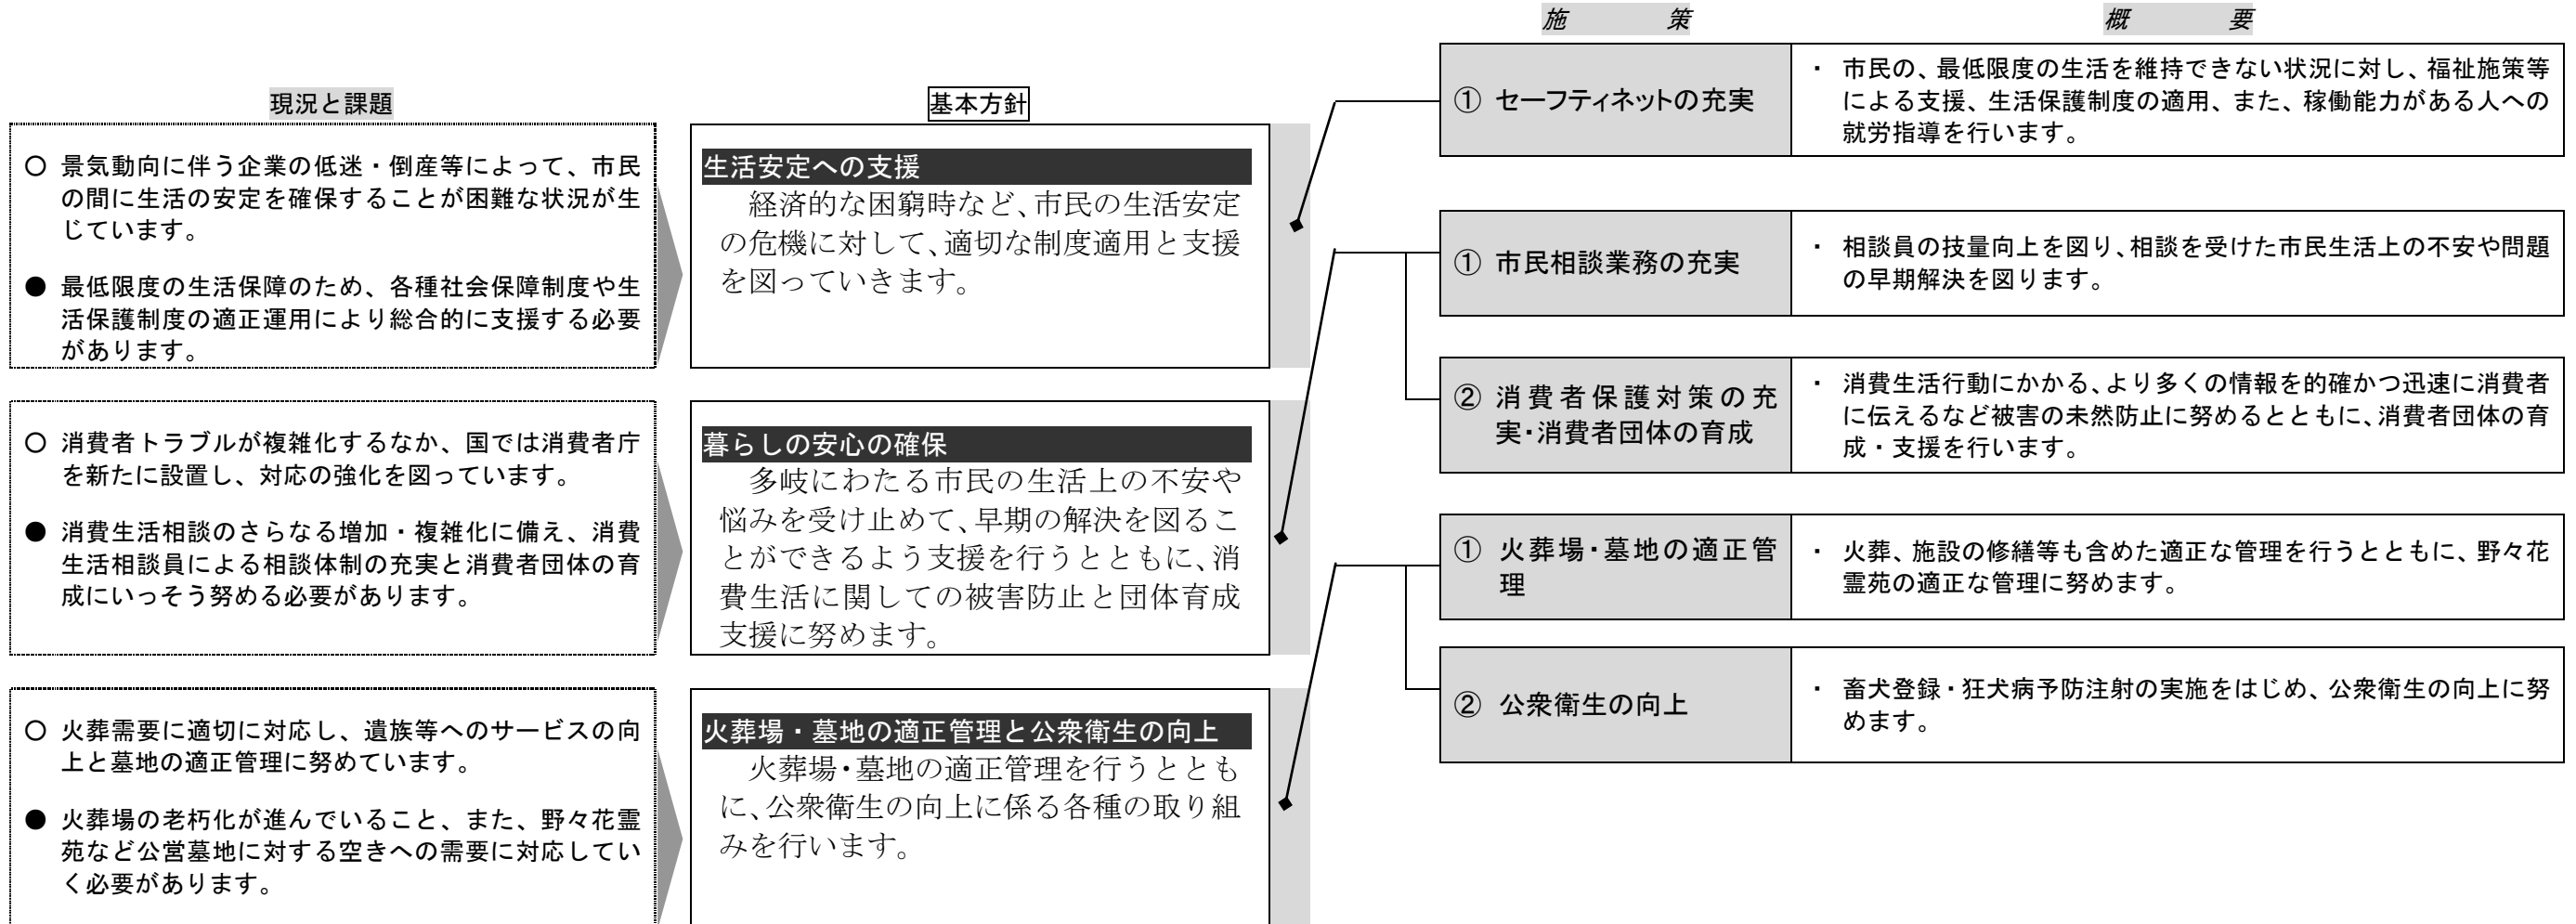 現況と課題
○ 景気動向に伴う企業の低迷・倒産等によって、市民
の間に生活の安定を確保することが困難な状況が生
じています。
● 最低限度の生活保障のため、各種社会保障制度や生
活保護制度の適正運用により総合的に支援する必要
があります。
○ 消費者トラブルが複雑化するなか、国では消費者庁
を新たに設置し、対応の強化を図っています。
● 消費生活相談のさらなる増加・複雑化に備え、消費
生活相談員による相談体制の充実と消費者団体の育
成にいっそう努める必要があります。
○ 火葬需要に適切に対応し、遺族等へのサービスの向
上と墓地の適正管理に努めています。
● 火葬場の老朽化が進んでいること、また、野々花霊
苑など公営墓地に対する空きへの需要に対応してい
く必要があります。
基本方針
生活安定への支援
経済的な困窮時など、市民の生活安定
の危機に対して、適切な制度適用と支援
を図っていきます。
暮らしの安心の確保
多岐にわたる市民の生活上の不安や
悩みを受け止めて、早期の解決を図るこ
とができるよう支援を行うとともに、消
費生活に関しての被害防止と団体育成
支援に努めます。
火葬場・墓地の適正管理と公衆衛生の向上
火葬場・墓地の適正管理を行うととも
に、公衆衛生の向上に係る各種の取り組
みを行います。
施 策
概 要
① セーフティネットの充実
・ 市民の、最低限度の生活を維持できない状況に対し、福祉施策等
による支援、生活保護制度の適用、また、稼働能力がある人への
就労指導を行います。
① 市民相談業務の充実
・ 相談員の技量向上を図り、相談を受けた市民生活上の不安や問題
の早期解決を図ります。
② 消費者保護対策の充
実・消費者団体の育成
・ 消費生活行動にかかる、より多くの情報を的確かつ迅速に消費者
に伝えるなど被害の未然防止に努めるとともに、消費者団体の育
成・支援を行います。
① 火葬場・墓地の適正管
理
・ 火葬、施設の修繕等も含めた適正な管理を行うとともに、野々花
霊苑の適正な管理に努めます。
② 公衆衛生の向上
・ 畜犬登録・狂犬病予防注射の実施をはじめ、公衆衛生の向上に努
めます。